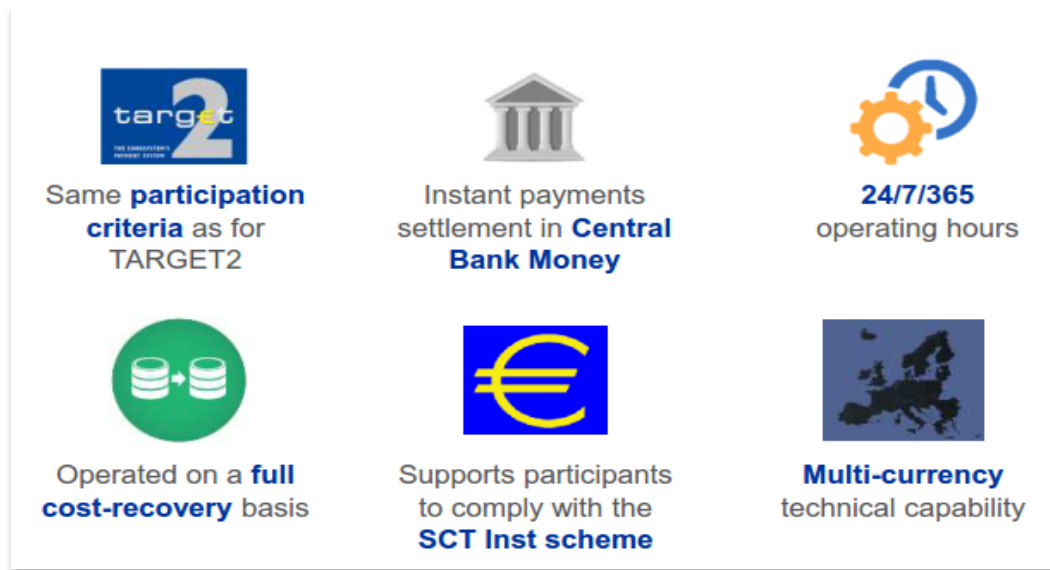 target
2
THE EUROSYSTEM'S
PAYMENT SYSTEM
Same participation
criteria as for
TARGET2
Instant payments
settlement in Central
Bank Money
24/7/365
operating hours
Operated on a full
cost-recovery basis
€
Supports participants
to comply with the
SCT Inst scheme
Multi-currency
technical capability